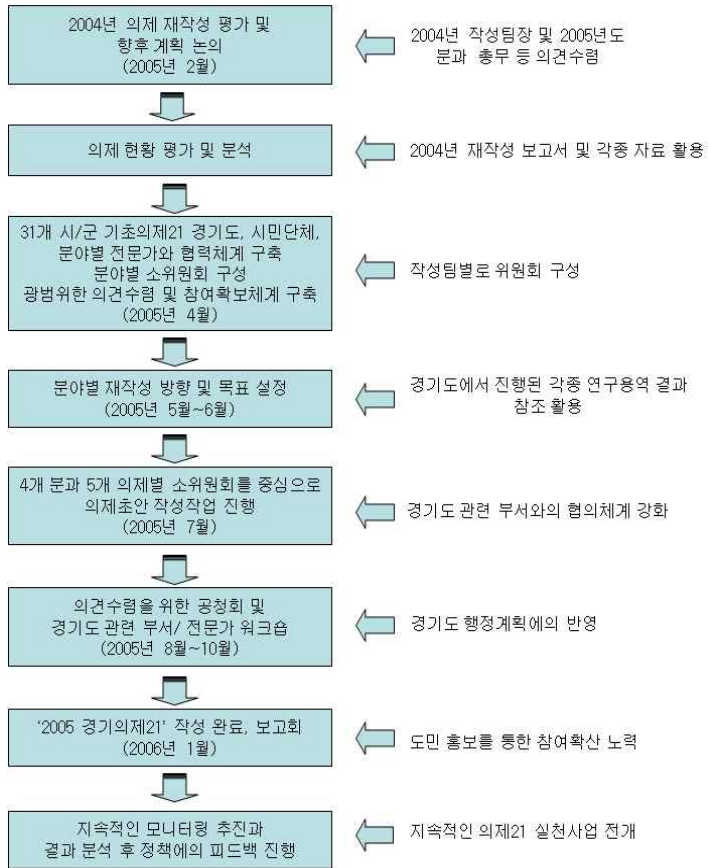 2004년 의제 재작성 평가 및
향후 계획 논의
(2005년 2월)
2004년 작성팀장 및 2005년도
분과 총무 등 의견수렴
의제 현황 평가 및 분석
2004년 재작성 보고서 및 각종 자료 활용
31개 시/군 기초의제21 경기도, 시민단체,
분야별 전문가와 협력체계 구축
분야별 소위원회 구성
광범위한 의견수렴 및 참여확보체계 구축
(2005년 4월)
작성팀별로 위원회 구성
분야별 재작성 방향 및 목표 설정
(2005년 5월~6월)
경기도에서 진행된 각종 연구용역 결과
참조 활용
4개 분과 5개 의제별 소위원회를 중심으로
의제초안 작성작업 진행
(2005년 7월)
경기도 관련 부서와의 협의체계 강화
의견수렴을 위한 공청회 및
경기도 관련 부서/ 전문가 워크숍
(2005년 8월~10월)
경기도 행정계획에의 반영
‘2005 경기의제21’ 작성 완료, 보고회
(2006년 1월)
도민 홍보를 통한 참여확산 노력
지속적인 모니터링 추진과
결과 분석 후 정책에의 피드백 진행
지속적인 의제21 실천사업 전개